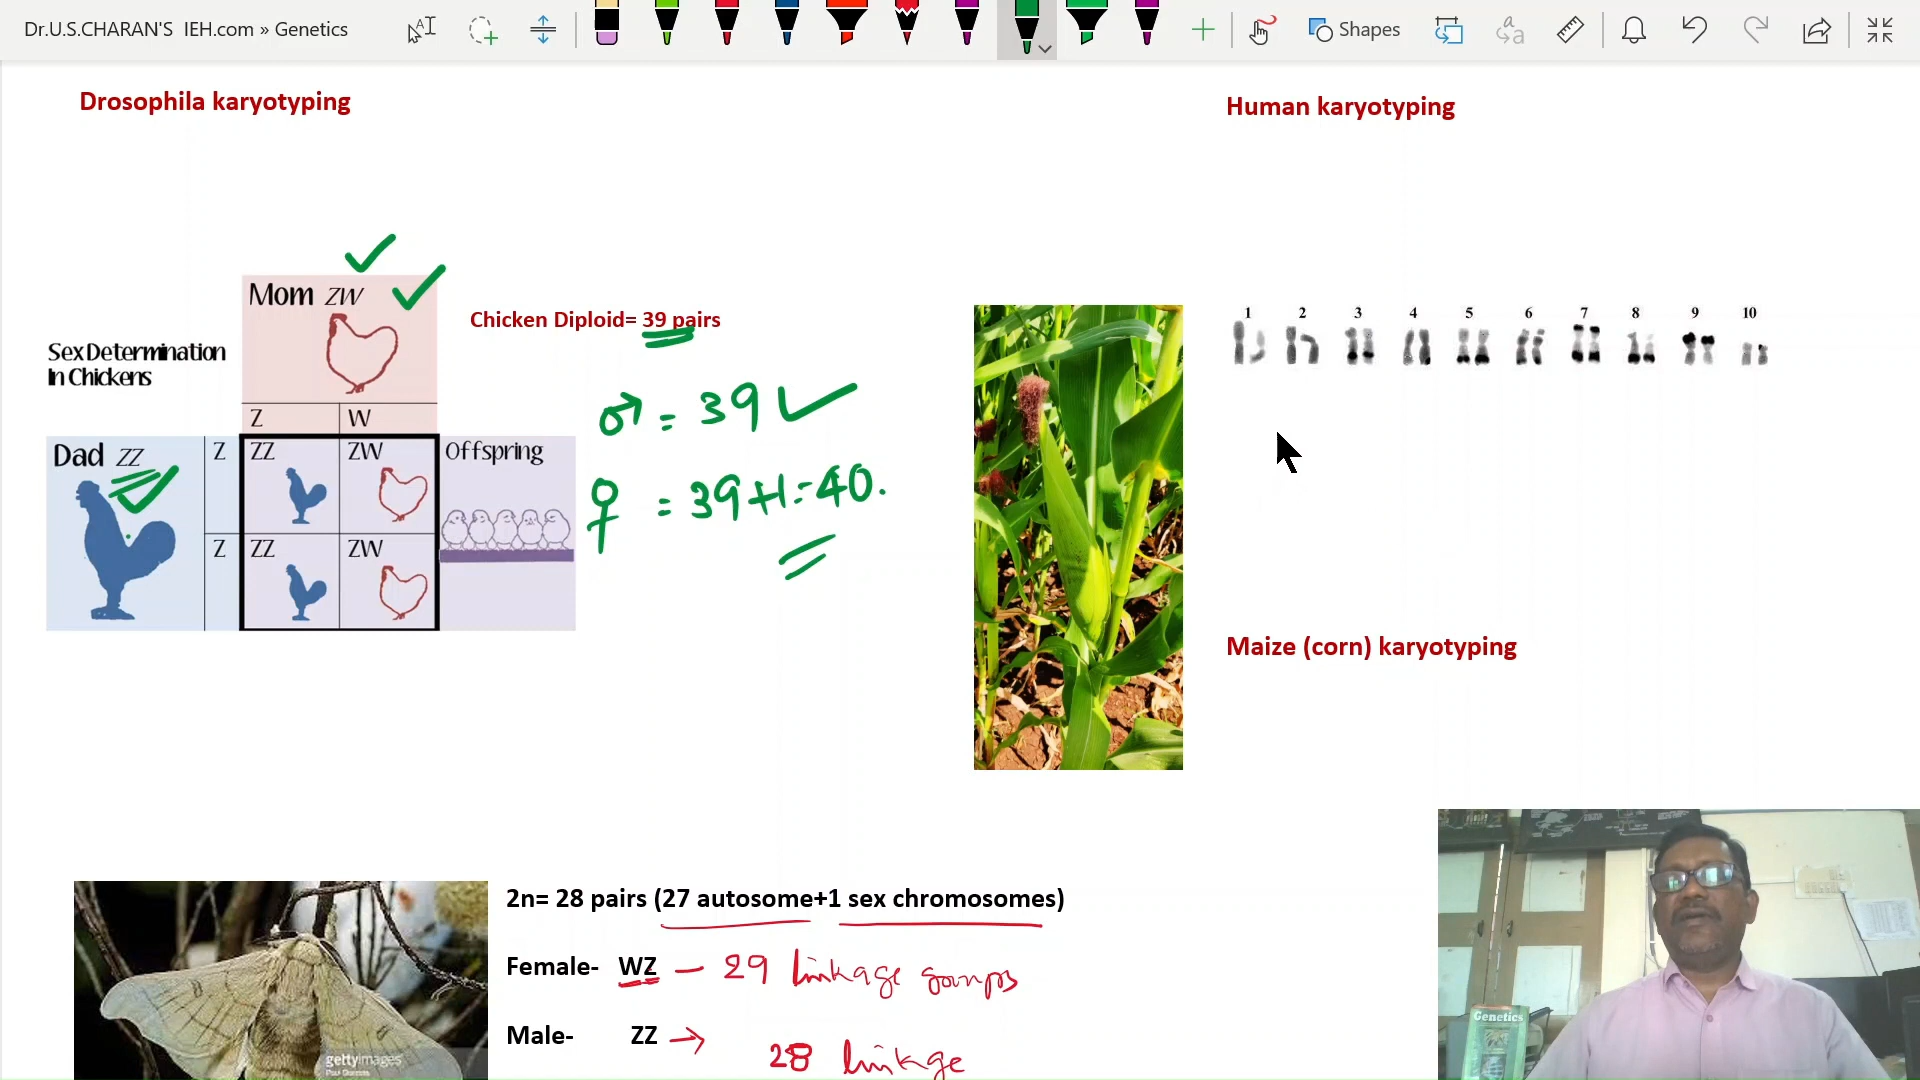 Dr.U.S.CHARAN'S IEH.com » Genetics
Shapes
Drosophila karyotyping
Human karyotyping
Mom ZW
Sex Determination
In Chickens
Z W
Dad ZZ
Z ZZ ZW Offspring
Z ZZ ZW
Chicken Diploid= 39 pairs
♂ = 39 ✓
♀ = 39+1=40.
1 2 3 4 5 6 7 8 9 10
Maize (corn) karyotyping
2n= 28 pairs (27 autosome+1 sex chromosomes)
Female- WZ — 29 linkage groups
Male- ZZ → 28 linkage
gettyimages
Genetics